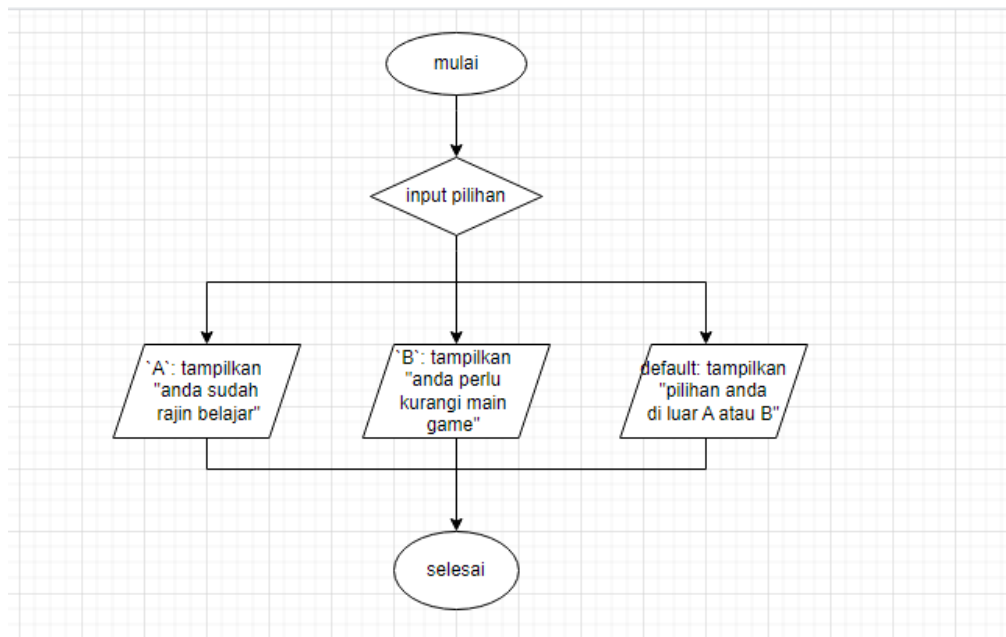 mulai
input pilihan
`A`: tampilkan
"anda sudah
rajin belajar"
`B`: tampilkan
"anda perlu
kurangi main
game"
default: tampilkan
"pilihan anda
di luar A atau B"
selesai